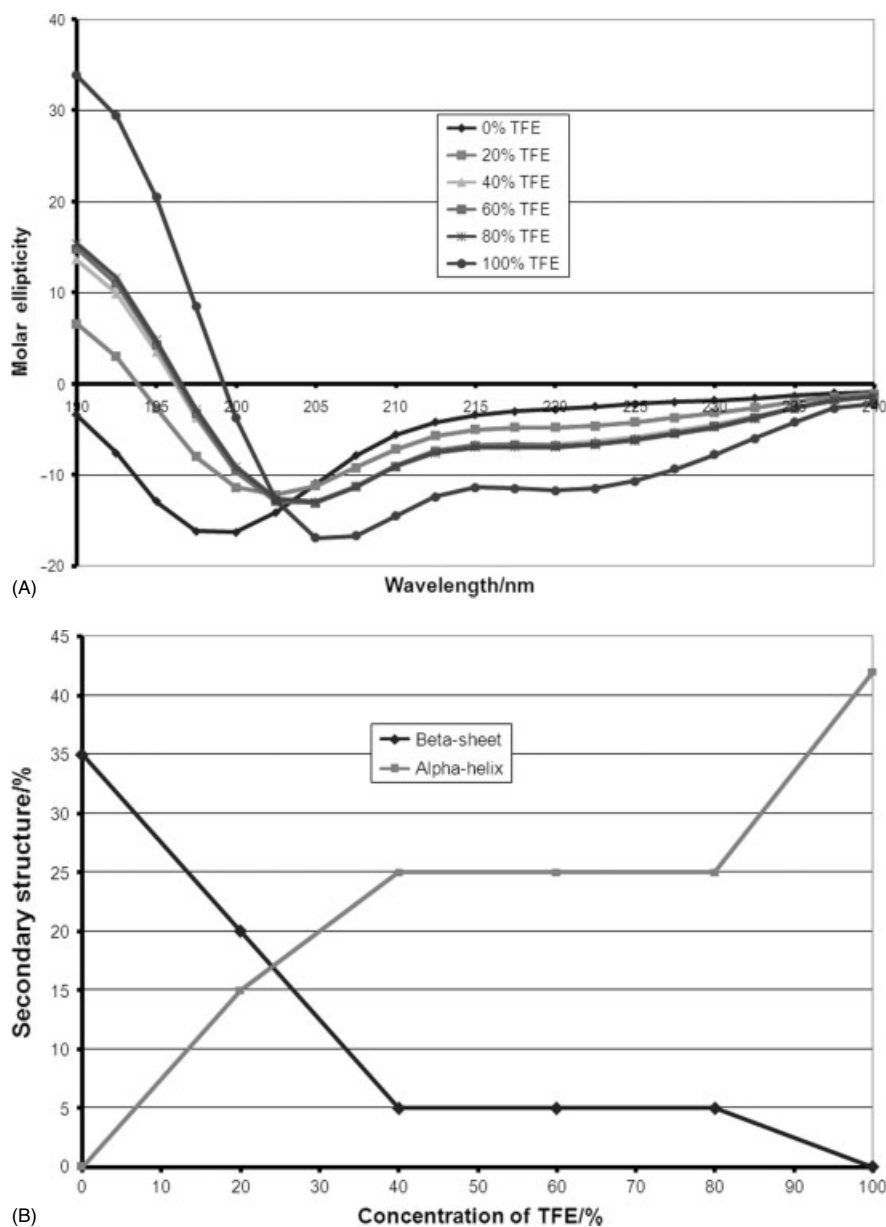 40
30
20
10
0
–10
–20
Molar ellipticity
0% TFE
20% TFE
40% TFE
60% TFE
80% TFE
100% TFE
190 195 200 205 210 215 220 225 230 235 240
Wavelength/nm
(A)
45
40
35
30
25
20
15
10
5
0
Secondary structure/%
Beta-sheet
Alpha-helix
0 10 20 30 40 50 60 70 80 90 100
Concentration of TFE/%
(B)